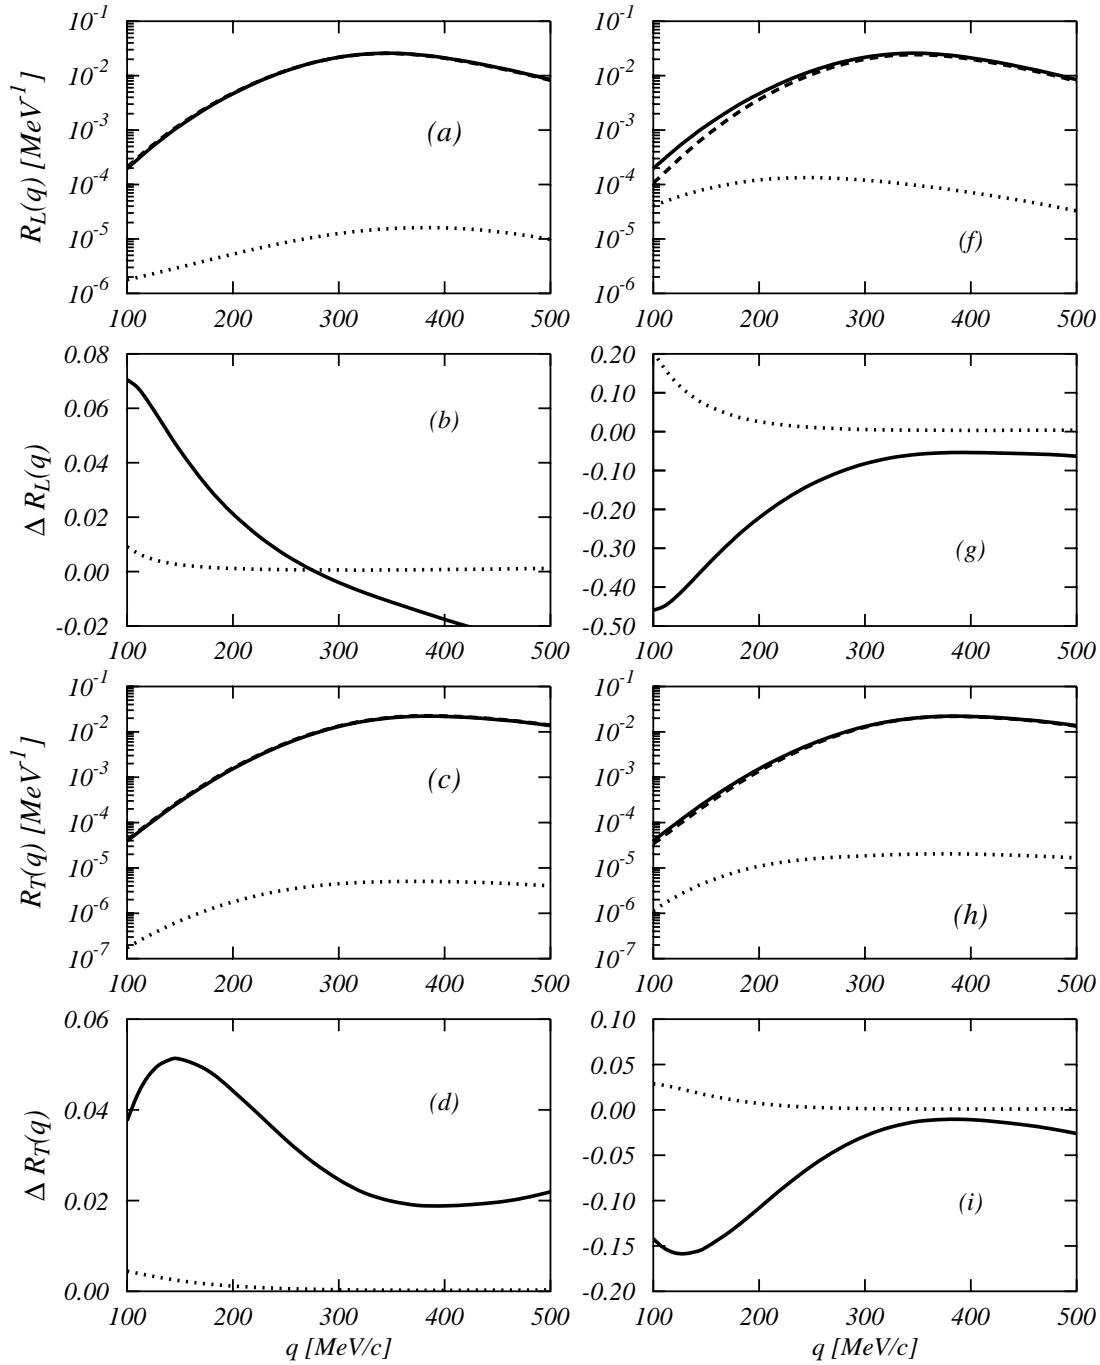 10-1 10-1
10-2 10-2
10-3 (a) 10-3
10-4 10-4
10-5 10-5 (f)
10-6 10-6
RL(q) [MeV-1]
100 200 300 400 500 100 200 300 400 500
0.08 0.20
0.06 (b) 0.10
0.04 0.00
0.02 -0.10
0.00 -0.20
-0.02 -0.30
-0.40 (g)
-0.50
Δ RL(q)
100 200 300 400 500 100 200 300 400 500
10-1 10-1
10-2 10-2
10-3 (c) 10-3
10-4 10-4
10-5 10-5
10-6 10-6 (h)
10-7 10-7
RT(q) [MeV-1]
100 200 300 400 500 100 200 300 400 500
0.06 0.10
0.04 (d) 0.05
0.02 0.00
0.00 -0.05
-0.10 (i)
-0.15
-0.20
Δ RT(q)
100 200 300 400 500 100 200 300 400 500
q [MeV/c] q [MeV/c]